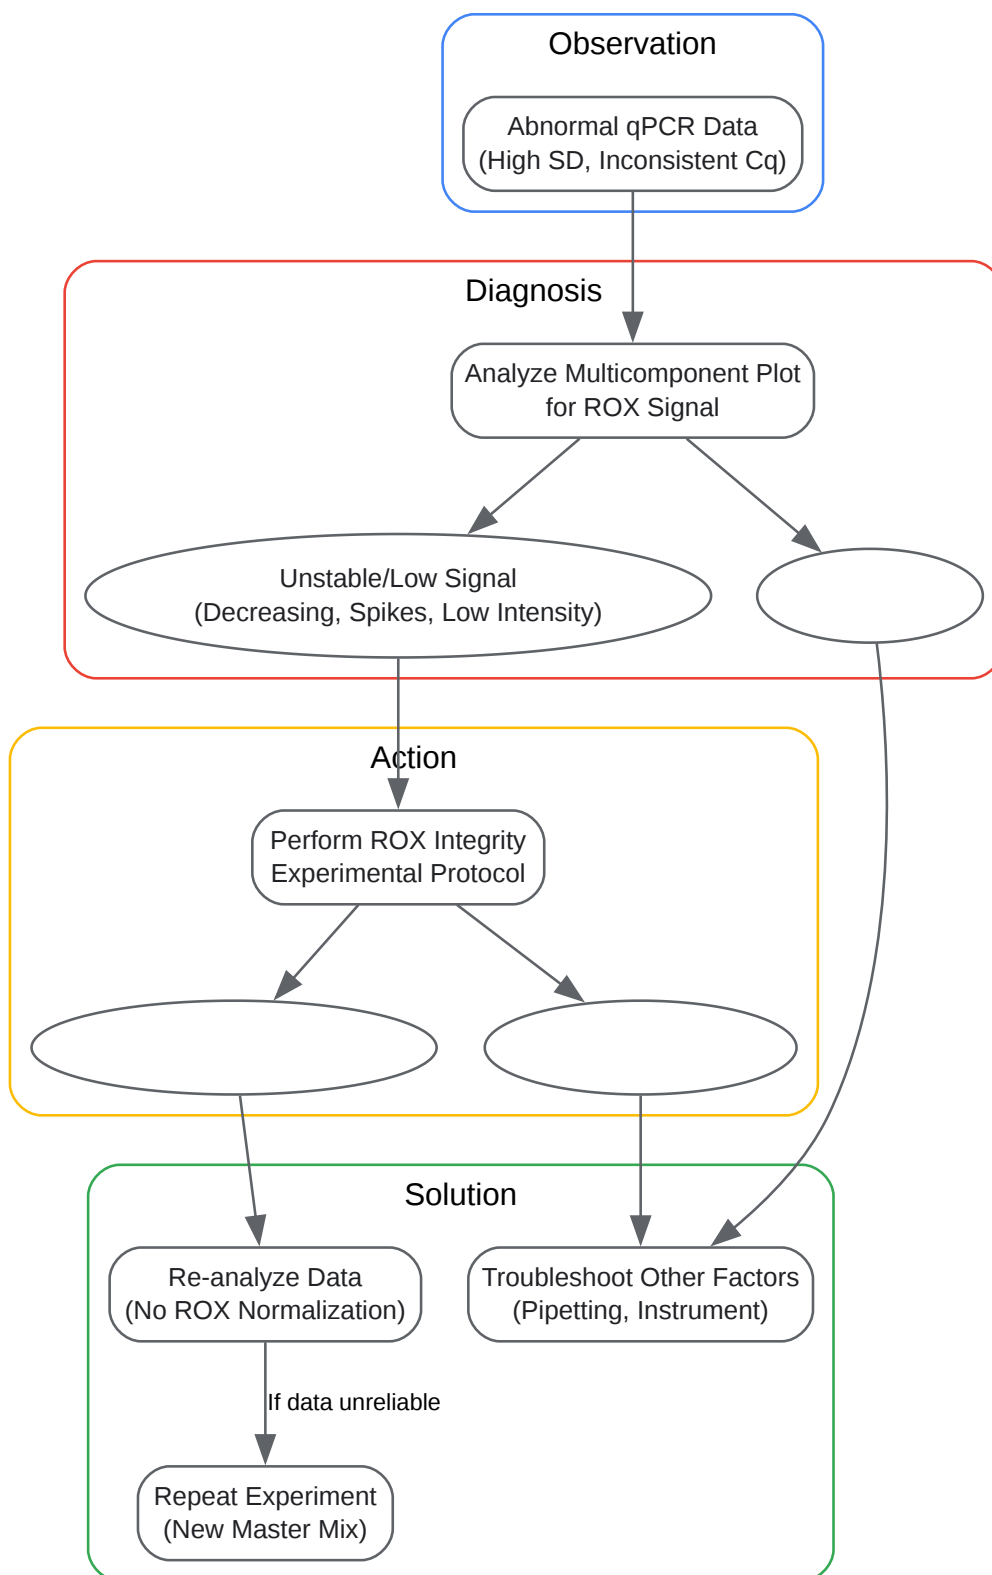 Observation
Abnormal qPCR Data
(High SD, Inconsistent Cq)
Diagnosis
Analyze Multicomponent Plot
for ROX Signal
Unstable/Low Signal
(Decreasing, Spikes, Low Intensity)
Action
Perform ROX Integrity
Experimental Protocol
Solution
Re-analyze Data
(No ROX Normalization)
Troubleshoot Other Factors
(Pipetting, Instrument)
If data unreliable
Repeat Experiment
(New Master Mix)